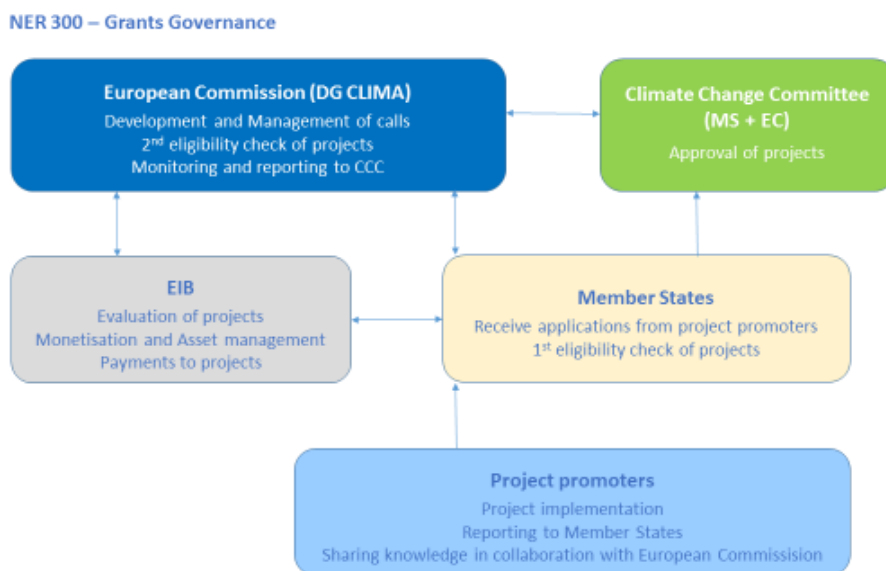 NER 300 – Grants Governance
European Commission (DG CLIMA)
Development and Management of calls
2nd eligibility check of projects
Monitoring and reporting to CCC
Climate Change Committee
(MS + EC)
Approval of projects
EIB
Evaluation of projects
Monetisation and Asset management
Payments to projects
Member States
Receive applications from project promoters
1st eligibility check of projects
Project promoters
Project implementation
Reporting to Member States
Sharing knowledge in collaboration with European Commissision